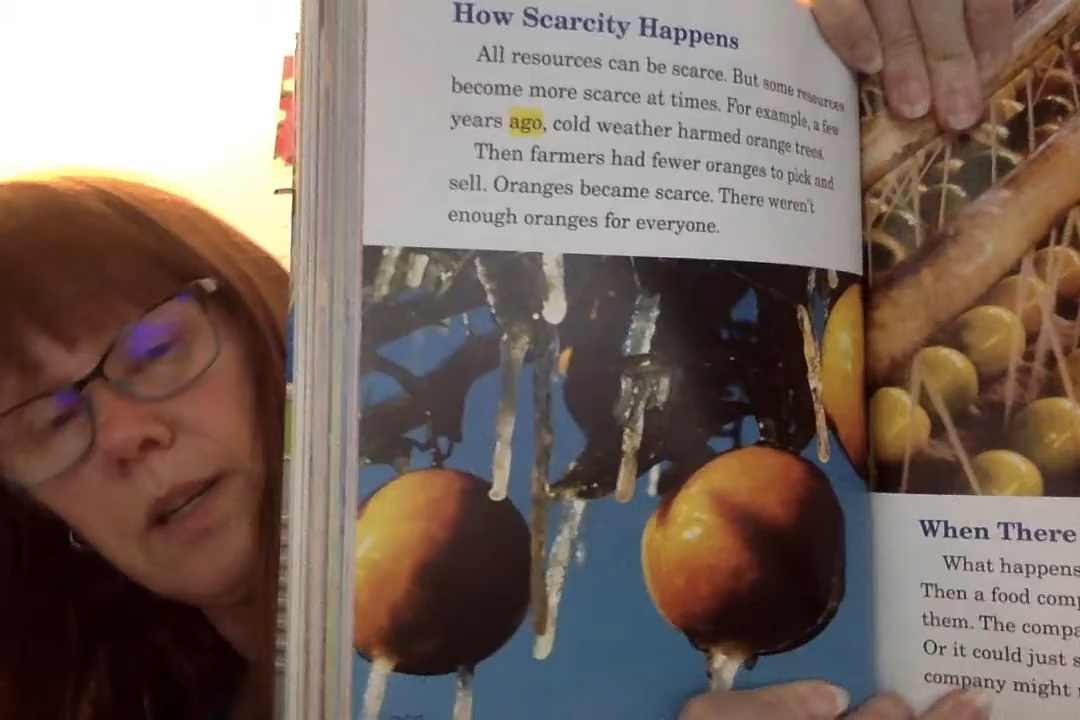 How Scarcity Happens
All resources can be scarce. But some resources
become more scarce at times. For example, a few
years ago, cold weather harmed orange trees.
Then farmers had fewer oranges to pick and
sell. Oranges became scarce. There weren't
enough oranges for everyone.
When There
What happens
Then a food
them. The
Or it could just
company might